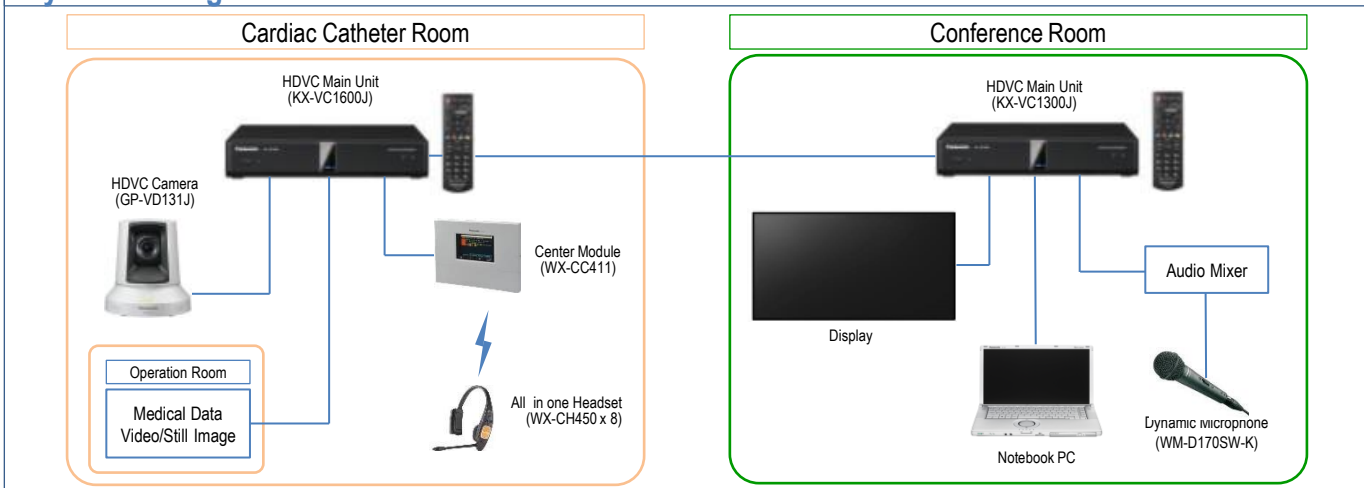 Cardiac Catheter Room
Conference Room
HDVC Main Unit
(KX-VC1600J)
HDVC Camera
(GP-VD131J)
Center Module
(WX-CC411)
All in one Headset
(WX-CH450 x 8)
Operation Room
Medical Data
Video/Still Image
HDVC Main Unit
(KX-VC1300J)
Display
Audio Mixer
Notebook PC
Dynamic Microphone
(WM-D170SW-K)